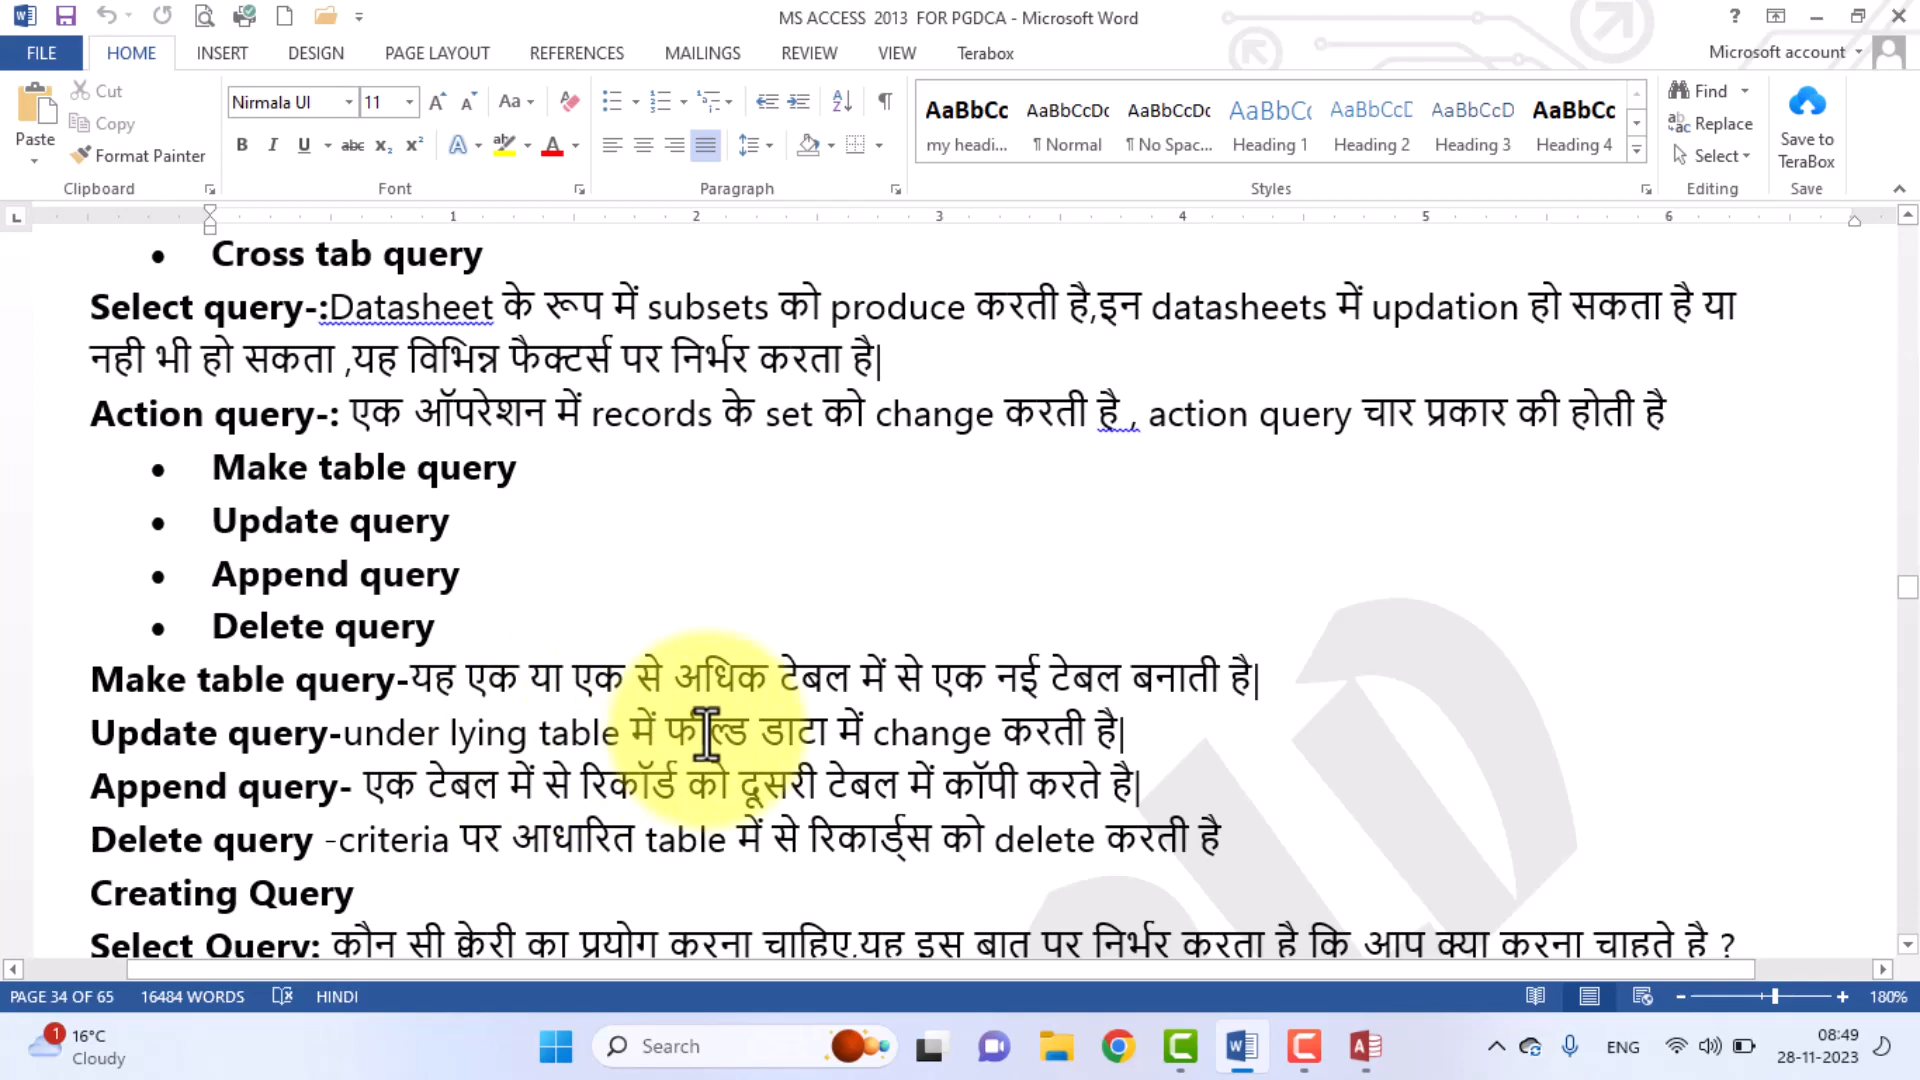 MS ACCESS 2013 FOR PGDCA - Microsoft Word
FILE HOME INSERT DESIGN PAGE LAYOUT REFERENCES MAILINGS REVIEW VIEW Terabox Microsoft account
Cut
Copy
Paste
Format Painter
Clipboard
Nirmala UI 11
Font
Paragraph
AaBbCc AaBbCcDc AaBbCcDc AaBbC( AaBbCcD AaBbCcD AaBbCc
my headi... ¶ Normal ¶ No Spac... Heading 1 Heading 2 Heading 3 Heading 4
Styles
Find
Replace
Select
Editing
Save to TeraBox
Save
1 2 3 4 5 6
• Cross tab query
Select query-:Datasheet के रूप में subsets को produce करती है,इन datasheets में updation हो सकता है या
नही भी हो सकता ,यह विभिन्न फैक्टर्स पर निर्भर करता है|
Action query-: एक ऑपरेशन में records के set को change करती है , action query चार प्रकार की होती है
• Make table query
• Update query
• Append query
• Delete query
Make table query-यह एक या एक से अधिक टेबल में से एक नई टेबल बनाती है|
Update query-under lying table में डाटा में change करती है|
Append query- एक टेबल में से रिकॉर्ड को दूसरी टेबल में कॉपी करते है|
Delete query -criteria पर आधारित table में से रिकार्ड्स को delete करती है
Creating Query
Select Query: कौन सी क्वेरी का प्रयोग करना चाहिए,यह इस बात पर निर्भर करता है कि आप क्या करना चाहते है ?
PAGE 34 OF 65 16484 WORDS HINDI 180%
1 16°C
Cloudy
Search
ENG
08:49
28-11-2023